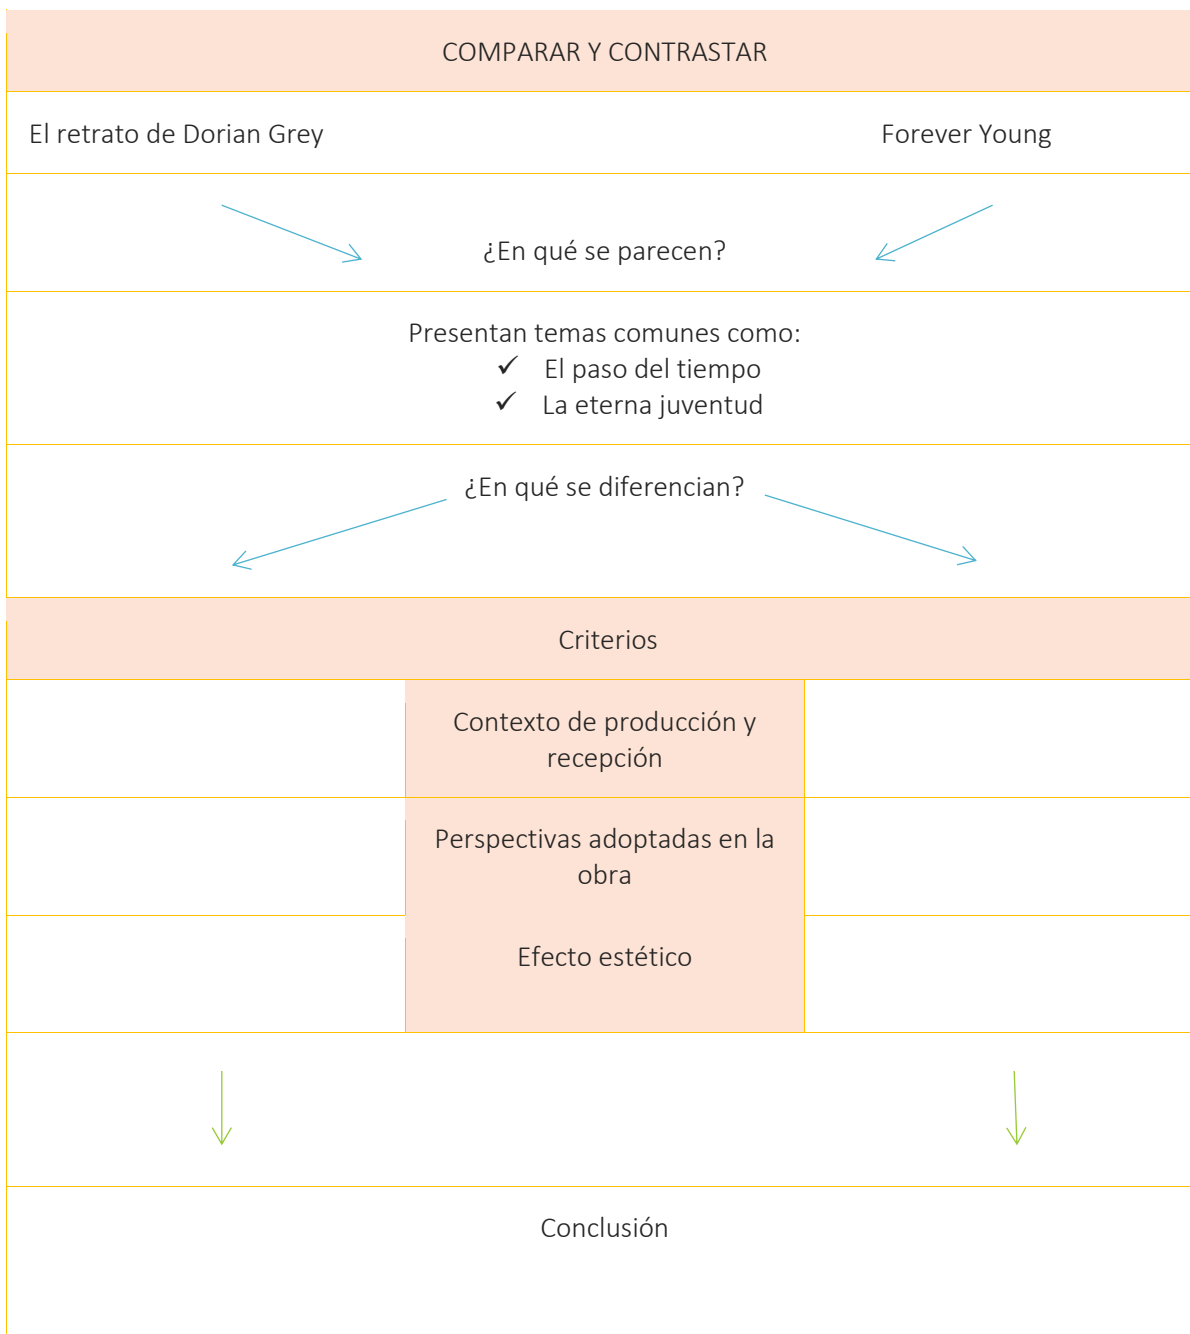 COMPARAR Y CONTRASTAR
El retrato de Dorian Grey
Forever Young
¿En qué se parecen?
Presentan temas comunes como:
✓ El paso del tiempo
✓ La eterna juventud
¿En qué se diferencian?
Criterios
Contexto de producción y
recepción
Perspectivas adoptadas en la
obra
Efecto estético
Conclusión